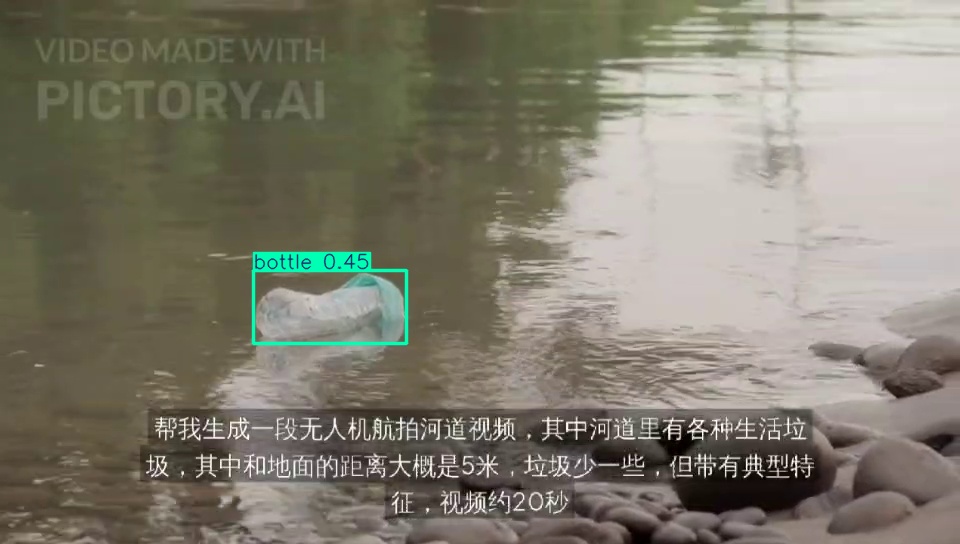 VIDEO MADE WITH
PICTORY.AI
bottle 0.45
帮我生成一段无人机航拍河道视频，其中河道里有各种生活垃
圾，其中和地面的距离大概是5米，垃圾少一些，但带有典型特
征，视频约20秒